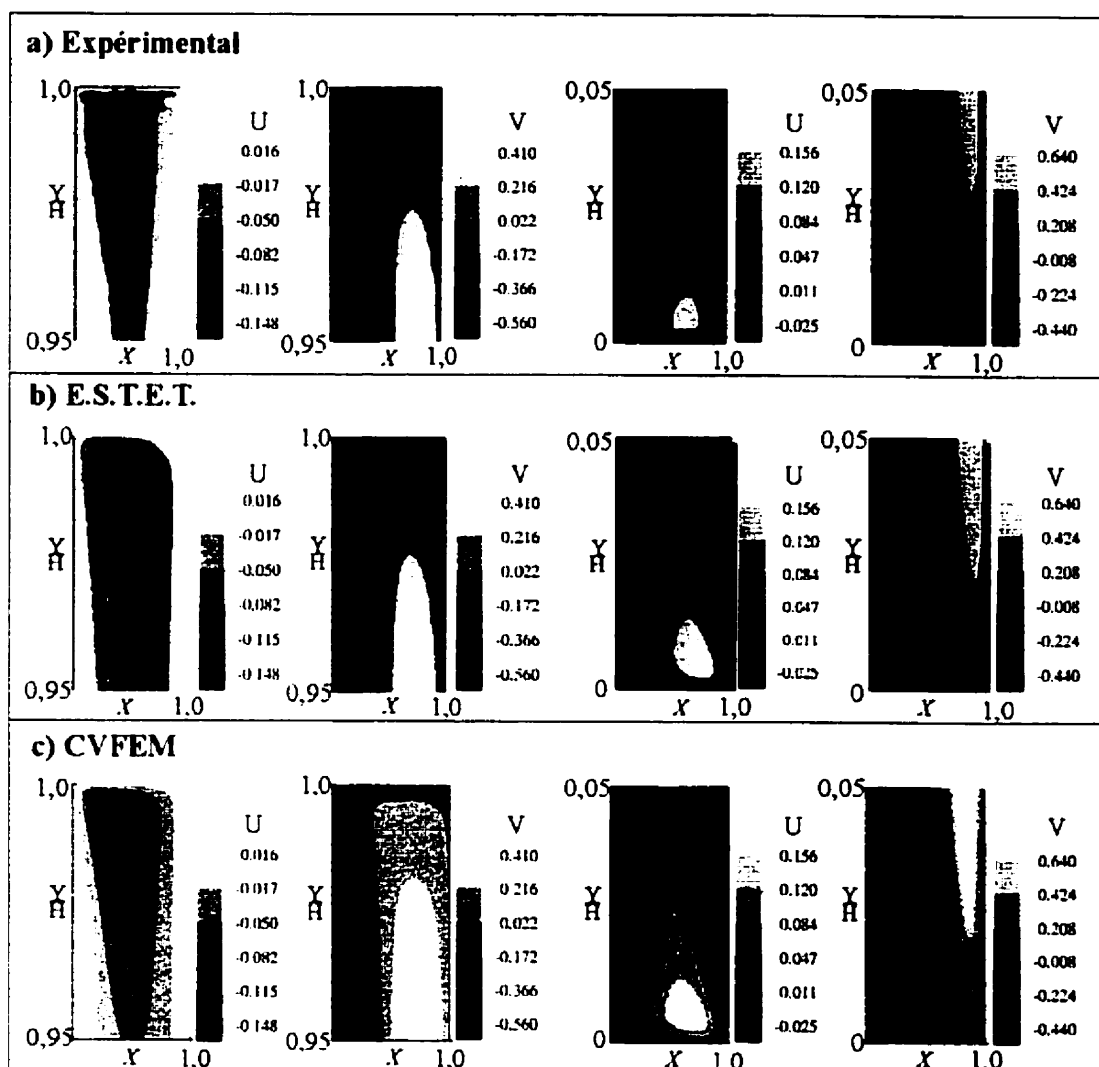 a) Expérimental
1,0
0,95
Y
H
X
1,0
U
0.016
-0.017
-0.050
-0.082
-0.115
-0.148
1,0
0,95
Y
H
X
1,0
V
0.410
0.216
0.022
-0.172
-0.366
-0.560
0,05
0
Y
H
X
1,0
U
0.156
0.120
0.084
0.047
0.011
-0.025
0,05
0
Y
H
X
1,0
V
0.640
0.424
0.208
-0.008
-0.224
-0.440
b) E.S.T.E.T.
1,0
0,95
Y
H
X
1,0
U
0.016
-0.017
-0.050
-0.082
-0.115
-0.148
1,0
0,95
Y
H
X
1,0
V
0.410
0.216
0.022
-0.172
-0.366
-0.560
0,05
0
Y
H
X
1,0
U
0.156
0.120
0.084
0.047
0.011
-0.025
0,05
0
Y
H
X
1,0
V
0.640
0.424
0.208
-0.008
-0.224
-0.440
c) CVFEM
1,0
0,95
Y
H
X
1,0
U
0.016
-0.017
-0.050
-0.082
-0.115
-0.148
1,0
0,95
Y
H
X
1,0
V
0.410
0.216
0.022
-0.172
-0.366
-0.560
0,05
0
Y
H
X
1,0
U
0.156
0.120
0.084
0.047
0.011
-0.025
0,05
0
Y
H
X
1,0
V
0.640
0.424
0.208
-0.008
-0.224
-0.440